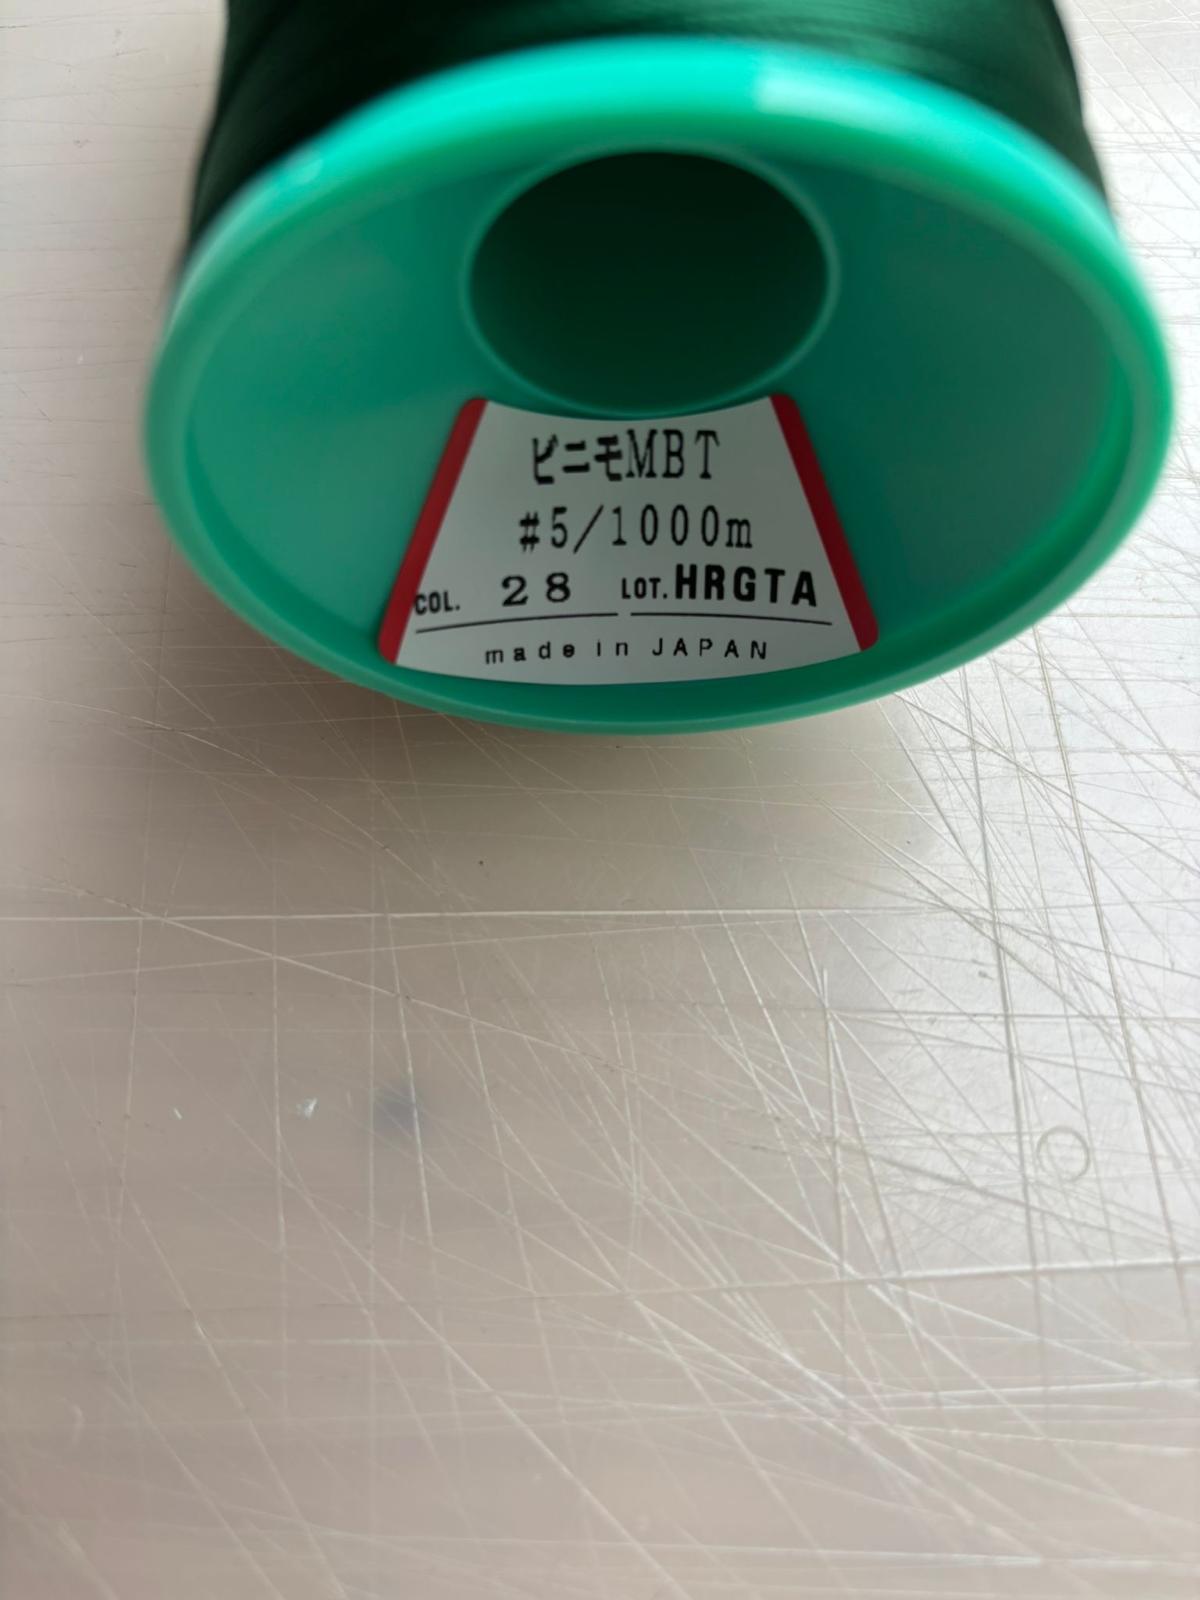 ビニモMBT
#5/1000m
COL. 28 LOT. HRGTA
made in JAPAN